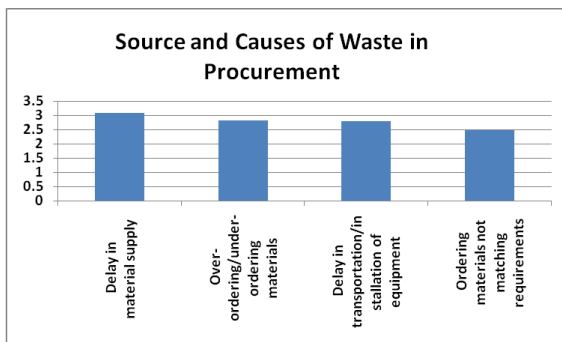 Source and Causes of Waste in
Procurement
3.5
3
2.5
2
1.5
1
0.5
0
Delay in
material supply
Over-
ordering/under-
ordering
materials
Delay in
transportation/in
stallation of
equipment
Ordering
materials not
matching
requirements